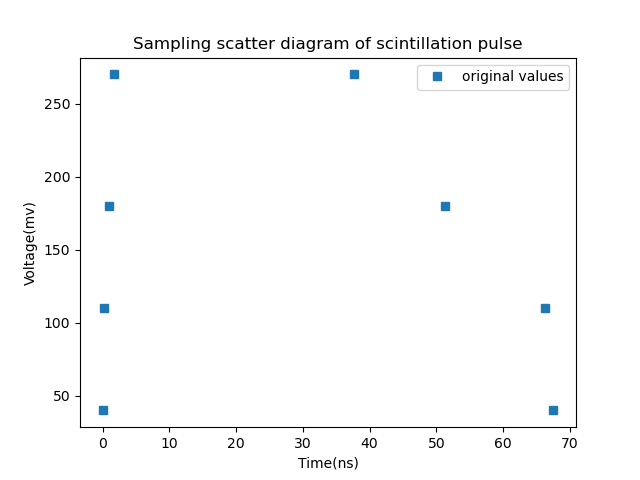 Sampling scatter diagram of scintillation pulse
original values
250
200
150
100
50
Voltage(mv)
0 10 20 30 40 50 60 70
Time(ns)